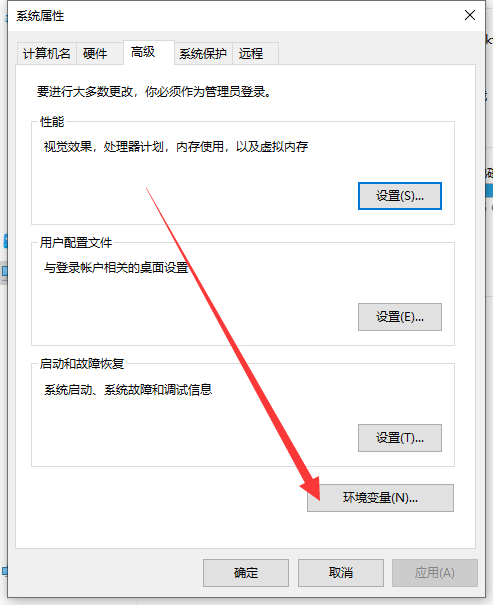 系统属性
计算机名 硬件 高级 系统保护 远程
要进行大多数更改，你必须作为管理员登录。
性能
视觉效果，处理器计划，内存使用，以及虚拟内存
设置(S)...
用户配置文件
与登录帐户相关的桌面设置
设置(E)...
启动和故障恢复
系统启动、系统故障和调试信息
设置(T)...
环境变量(N)...
确定 取消 应用(A)